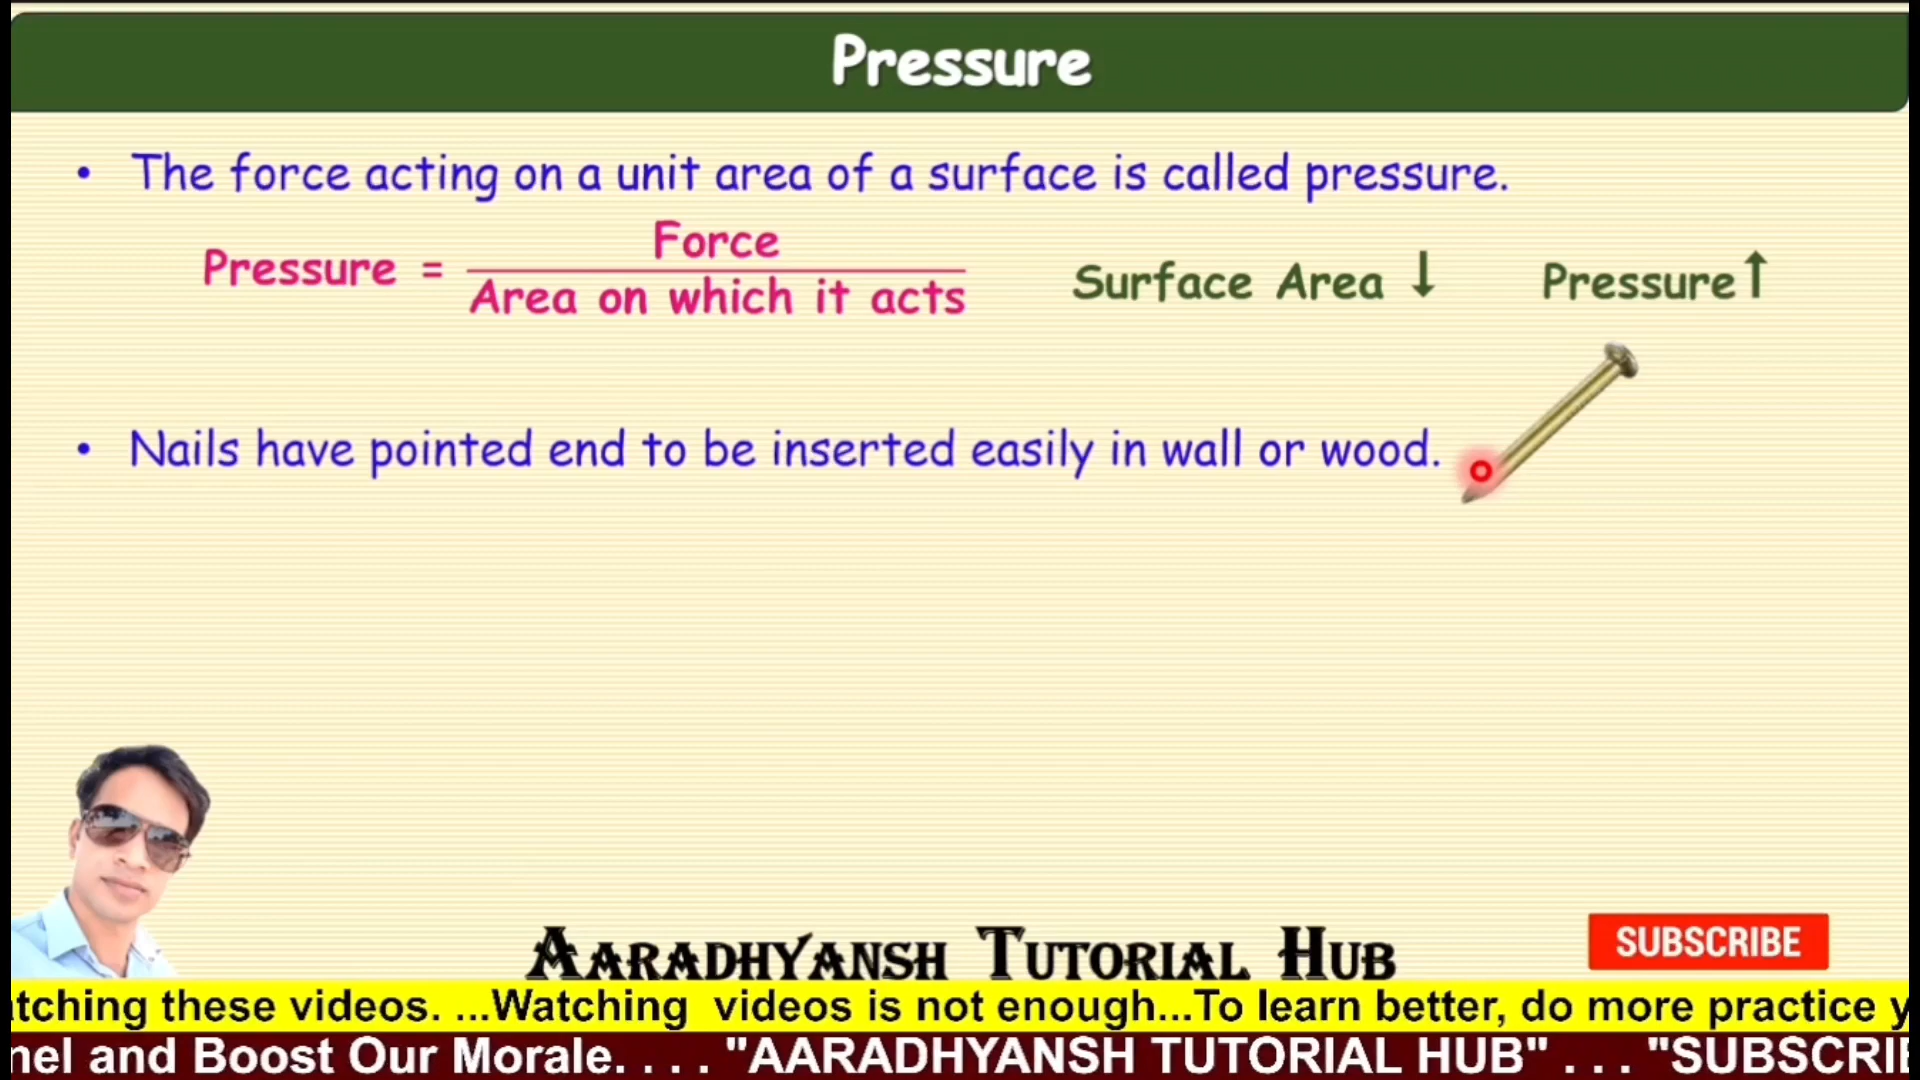 Pressure
• The force acting on a unit area of a surface is called pressure.
Pressure = Force / Area on which it acts
Surface Area ↓ Pressure ↑
• Nails have pointed end to be inserted easily in wall or wood.
AARADHYANSH TUTORIAL HUB
SUBSCRIBE
these videos. ...Watching videos is not enough...To learn better, do more practice
and Boost Our Morale. . . . "AARADHYANSH TUTORIAL HUB" . . .